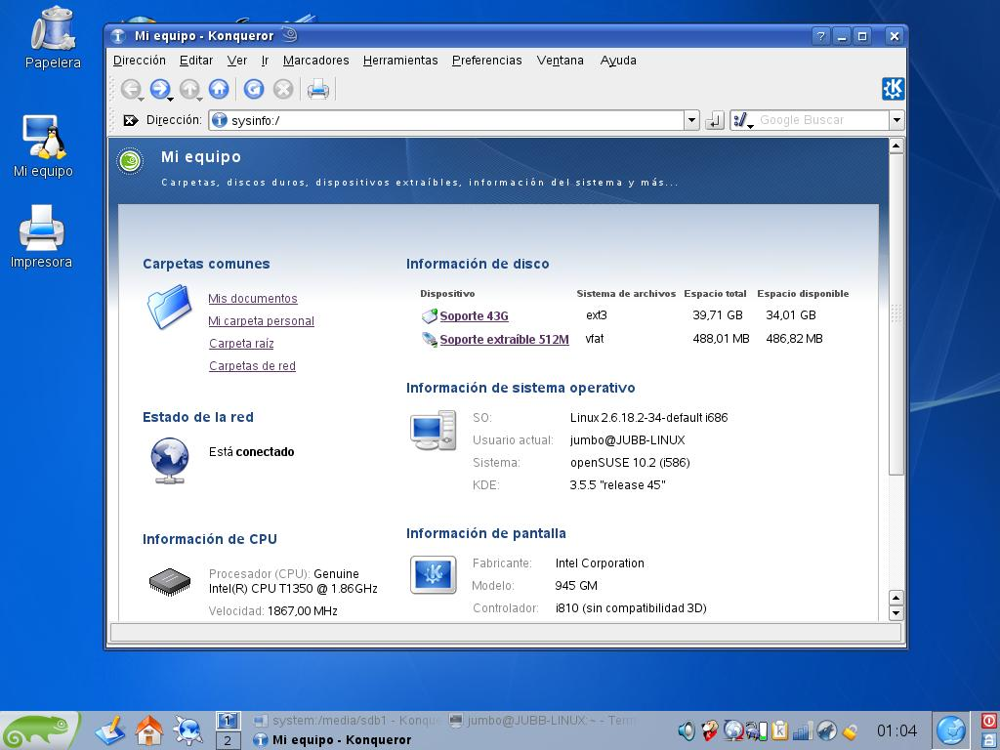 Papelera
Mi equipo
Impresora
Mi equipo - Konqueror
Dirección Editar Ver Ir Marcadores Herramientas Preferencias Ventana Ayuda
Dirección: sysinfo:/ Google Buscar
Mi equipo
Carpetas, discos duros, dispositivos extraíbles, información del sistema y más...
Carpetas comunes
Mis documentos
Mi carpeta personal
Carpeta raíz
Carpetas de red
Estado de la red
Está conectado
Información de CPU
Procesador (CPU): Genuine
Intel(R) CPU T1350 @ 1.86GHz
Velocidad: 1867,00 MHz
Información de disco
Dispositivo Sistema de archivos Espacio total Espacio disponible
Soporte 43G ext3 39,71 GB 34,01 GB
Soporte extraíble 512M vfat 488,01 MB 486,82 MB
Información de sistema operativo
SO: Linux 2.6.18.2-34-default i686
Usuario actual: jumbo@JUBB-LINUX
Sistema: openSUSE 10.2 (i586)
KDE: 3.5.5 "release 45"
Información de pantalla
Fabricante: Intel Corporation
Modelo: 945 GM
Controlador: i810 (sin compatibilidad 3D)
1 system:/media/sdb1 - Konque jumbo@JUBB-LINUX:~ - Term
2 Mi equipo - Konqueror
01:04